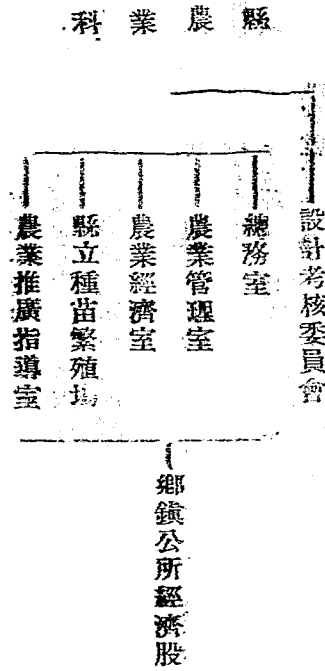 縣農業科
設計考核委員會
總務室
農業管理室
農業經濟室
縣立種苗繁殖場
農業推廣指導室
鄉鎮公所經濟股